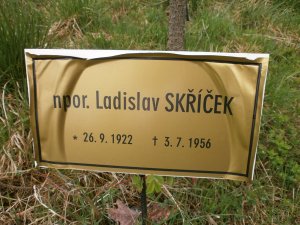 npor. Ladislav SKŘÍČEK
* 26. 9. 1922 † 3. 7. 1956